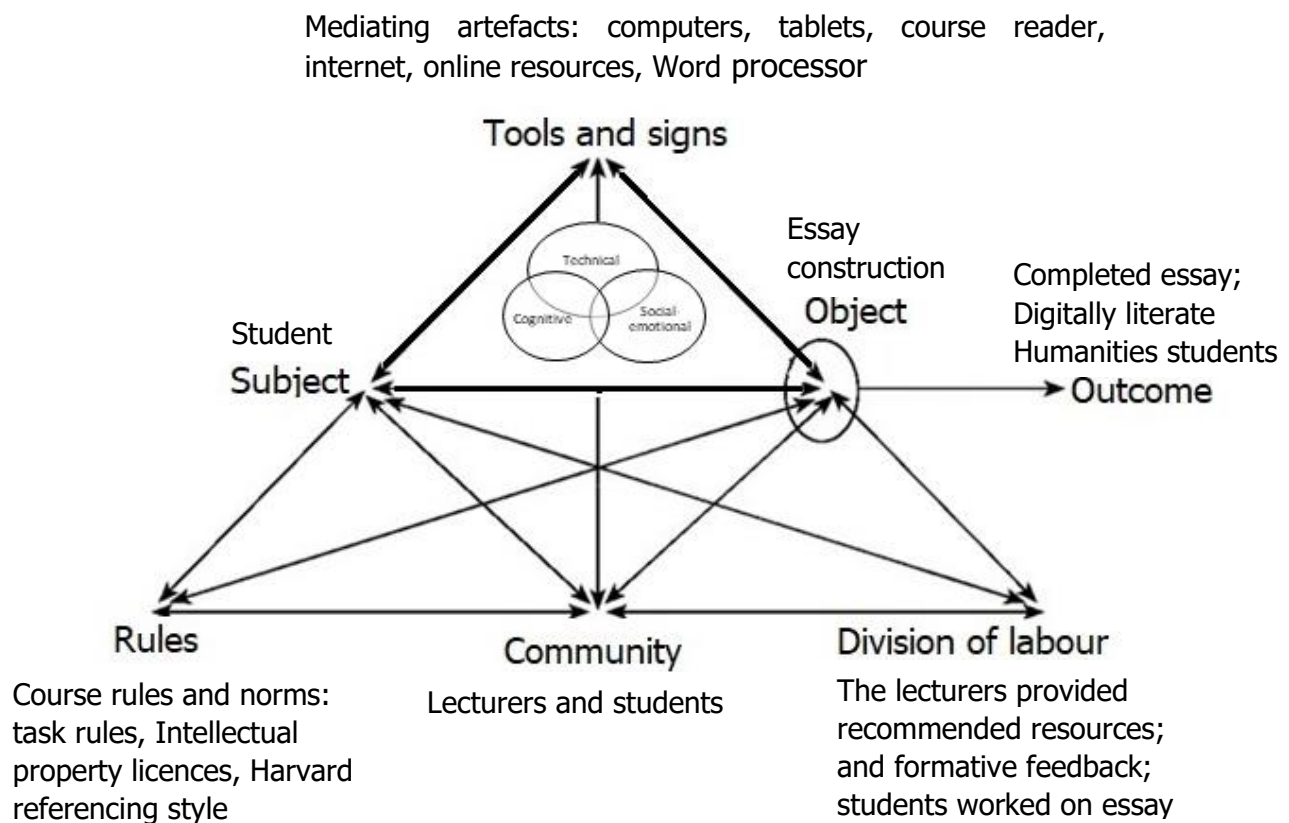 Mediating artefacts: computers, tablets, course reader,
internet, online resources, Word processor
Tools and signs
Technical
Cognitive
Social-
emotional
Essay
construction
Object
Completed essay;
Digitally literate
Humanities students
Outcome
Student
Subject
Rules
Course rules and norms:
task rules, Intellectual
property licences, Harvard
referencing style
Community
Lecturers and students
Division of labour
The lecturers provided
recommended resources;
and formative feedback;
students worked on essay